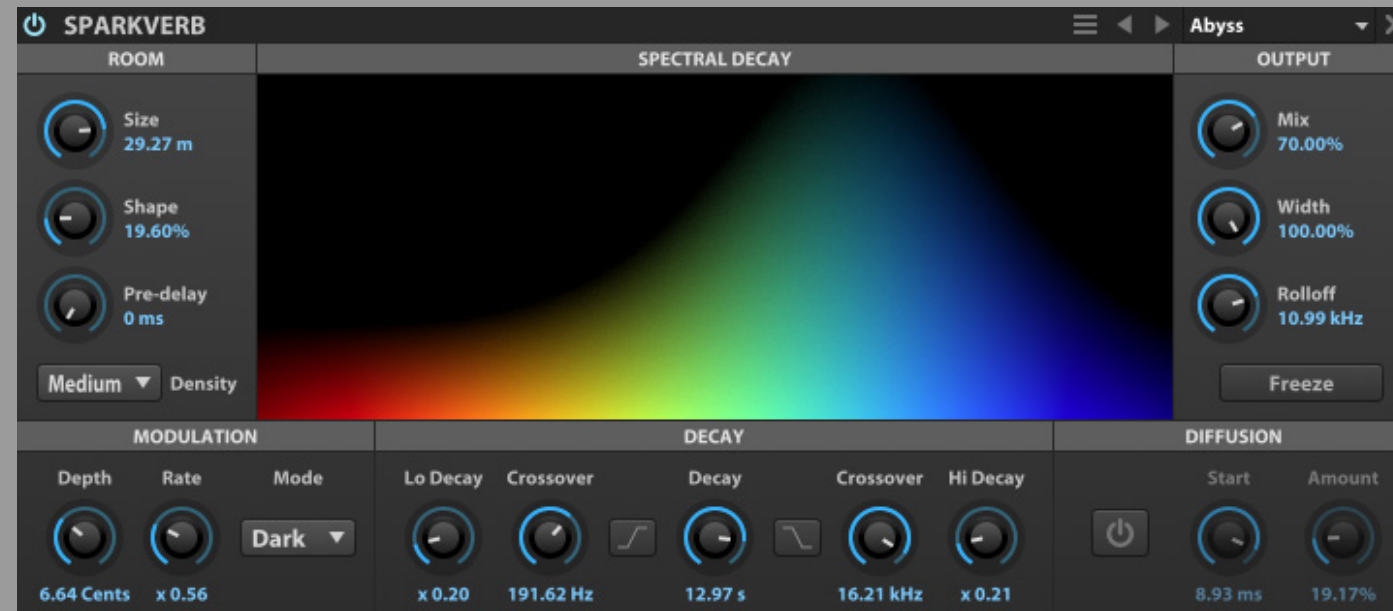 SPARKVERB
Abyss
ROOM
SPECTRAL DECAY
OUTPUT
Size
29.27 m
Shape
19.60%
Pre-delay
0 ms
Medium
Density
Mix
70.00%
Width
100.00%
Rolloff
10.99 kHz
Freeze
MODULATION
DECAY
DIFFUSION
Depth
Rate
Mode
Lo Decay
Crossover
Decay
Crossover
Hi Decay
Start
Amount
Dark
6.64 Cents
x 0.56
x 0.20
191.62 Hz
12.97 s
16.21 kHz
x 0.21
8.93 ms
19.17%